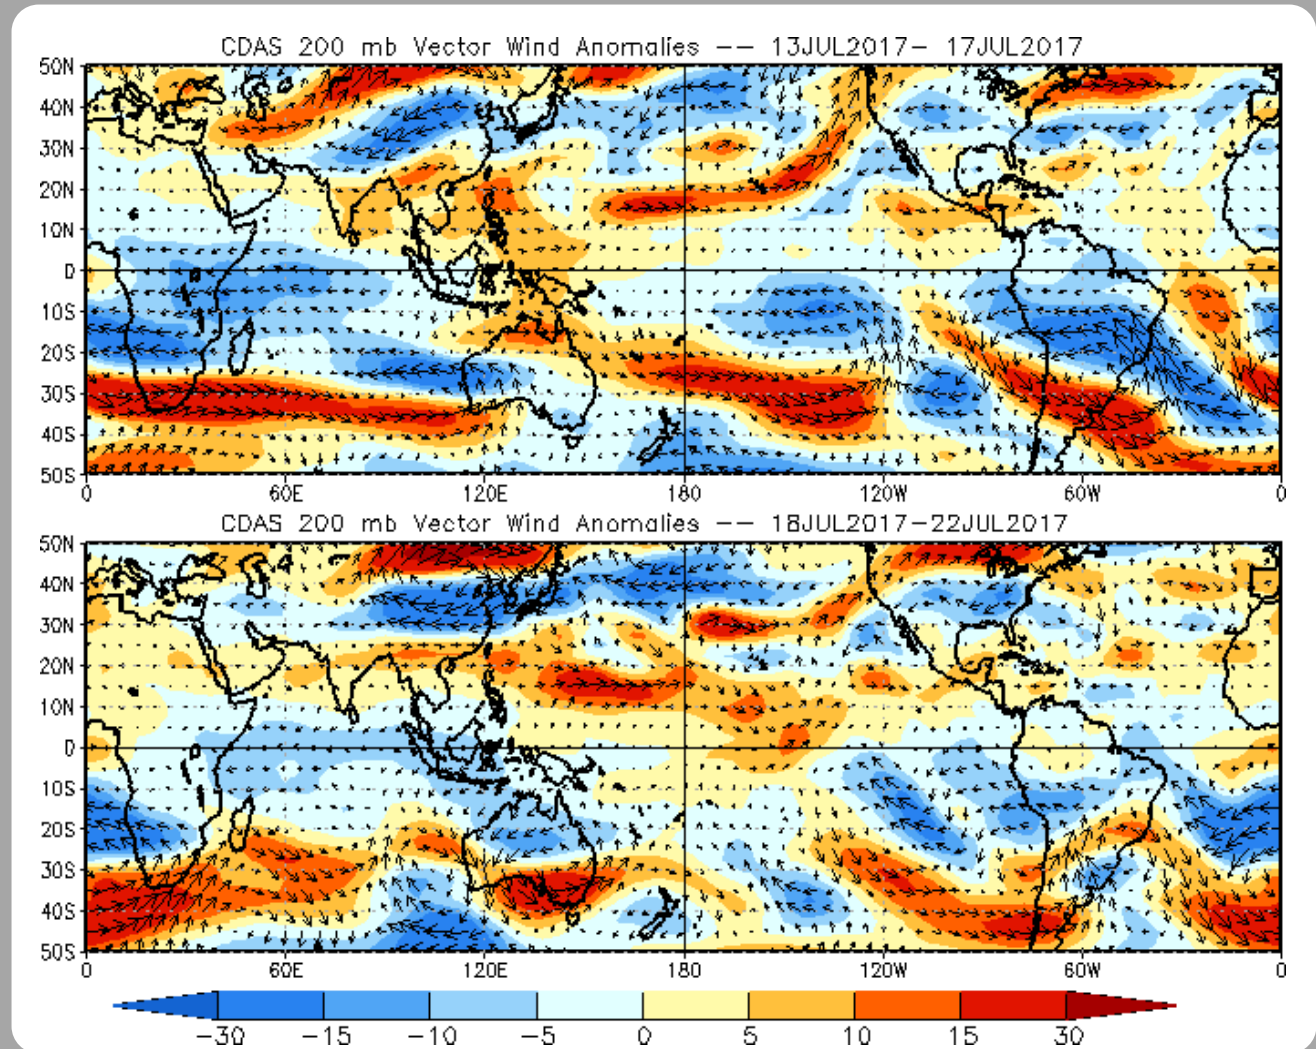 CDAS 200 mb Vector Wind Anomalies -- 13JUL2017- 17JUL2017
50N
40N
30N
20N
10N
0
10S
20S
30S
40S
50S
0 60E 120E 180 120W 60W 0
CDAS 200 mb Vector Wind Anomalies -- 18JUL2017-22JUL2017
50N
40N
30N
20N
10N
0
10S
20S
30S
40S
50S
0 60E 120E 180 120W 60W 0
-30 -15 -10 -5 0 5 10 15 30